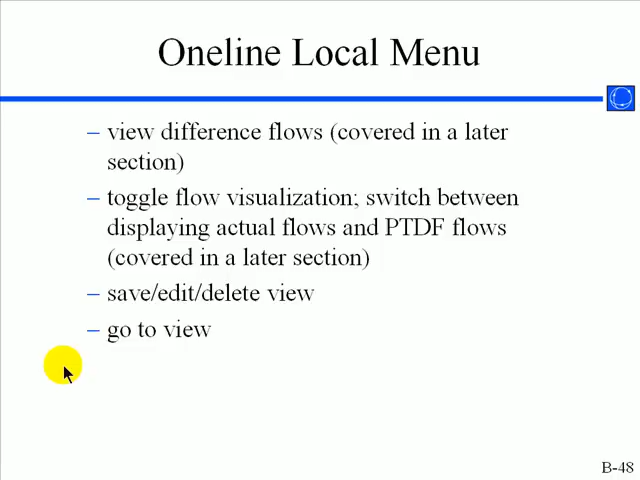 Oneline Local Menu
– view difference flows (covered in a later
section)
– toggle flow visualization; switch between
displaying actual flows and PTDF flows
(covered in a later section)
– save/edit/delete view
– go to view
B-48